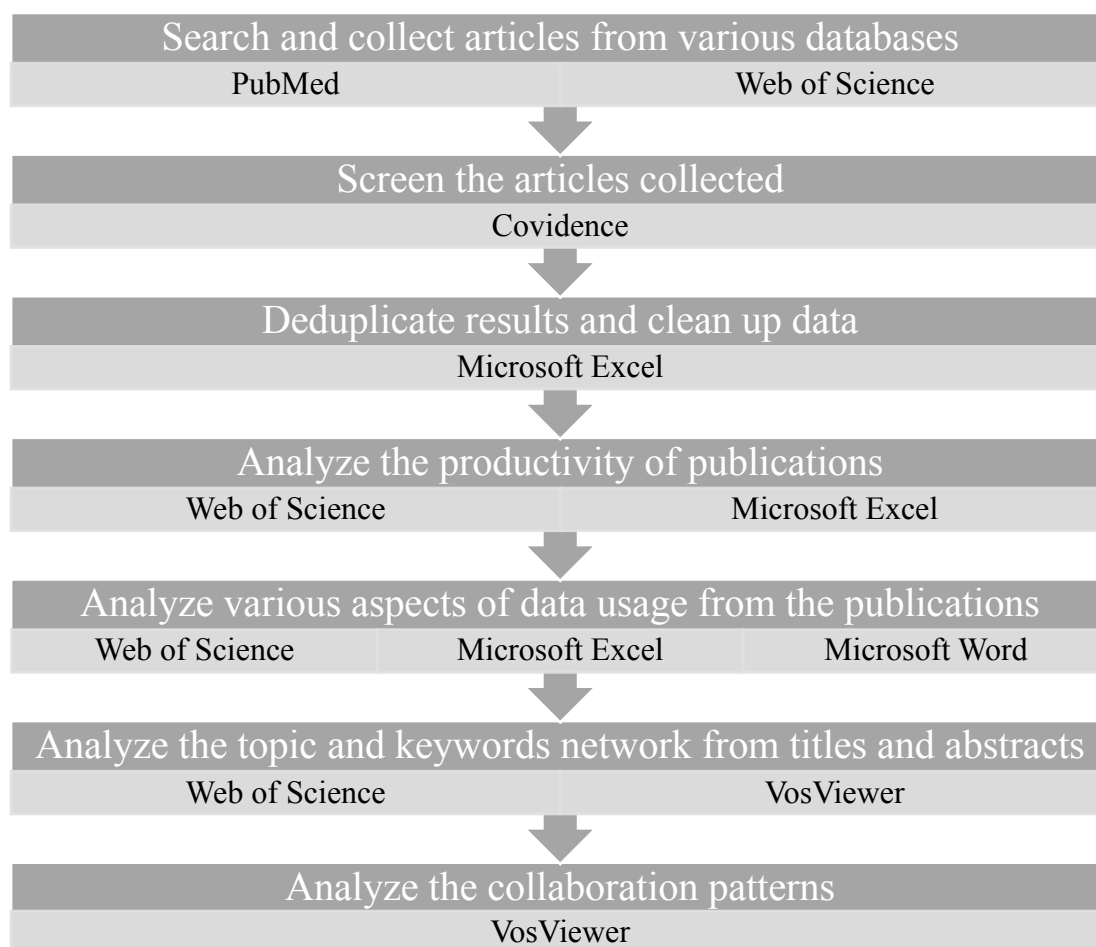 Search and collect articles from various databases
PubMed Web of Science
Screen the articles collected
Covidence
Deduplicate results and clean up data
Microsoft Excel
Analyze the productivity of publications
Web of Science Microsoft Excel
Analyze various aspects of data usage from the publications
Web of Science Microsoft Excel Microsoft Word
Analyze the topic and keywords network from titles and abstracts
Web of Science VosViewer
Analyze the collaboration patterns
VosViewer